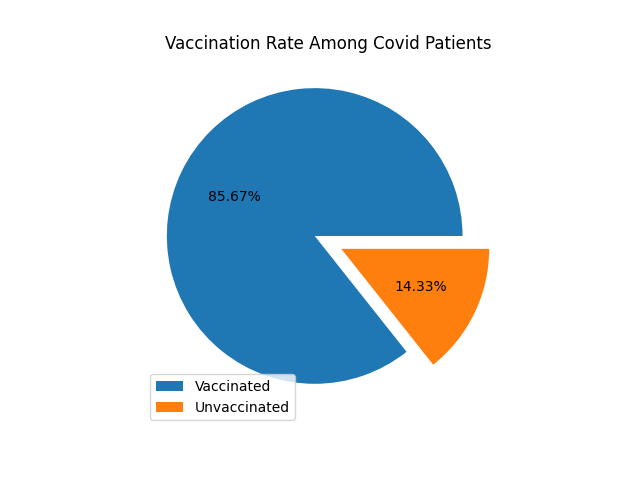 Vaccination Rate Among Covid Patients
85.67%
14.33%
Vaccinated
Unvaccinated